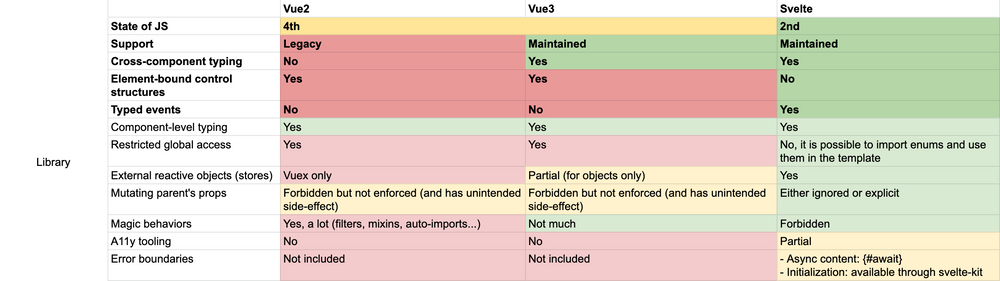 Vue2 Vue3 Svelte
State of JS 4th 2nd
Support Legacy Maintained Maintained
Cross-component typing No Yes Yes
Element-bound control
structures Yes Yes No
Typed events No No Yes
Component-level typing Yes Yes Yes
Restricted global access Yes Yes No, it is possible to import enums and use
them in the template
Library
External reactive objects (stores) Vuex only Partial (for objects only) Yes
Mutating parent's props Forbidden but not enforced (and has unintended
side-effect) Forbidden but not enforced (and has unintended
side-effect) Either ignored or explicit
Magic behaviors Yes, a lot (filters, mixins, auto-imports...) Not much Forbidden
A11y tooling No No Partial
Error boundaries Not included Not included - Async content: {#await}
- Initialization: available through svelte-kit